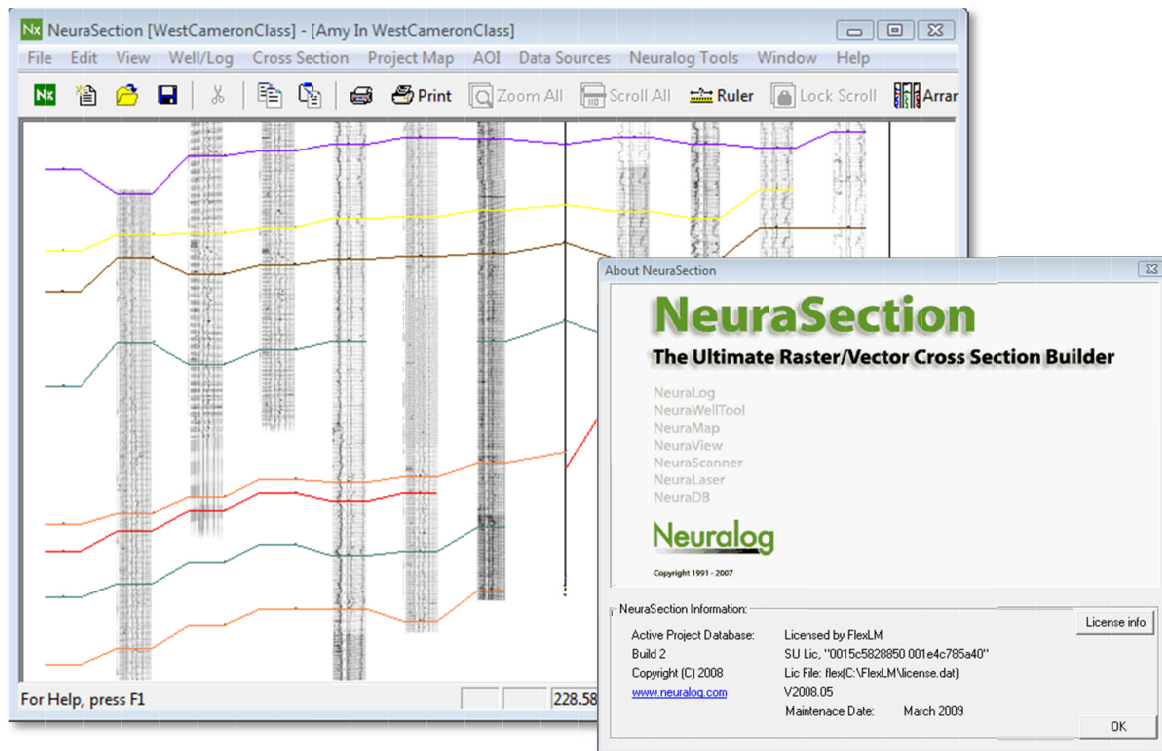 NeuraSection [WestCameronClass] - [Amy In WestCameronClass]
File Edit View Well/Log Cross Section Project Map AOI Data Sources Neuralog Tools Window Help
Print Zoom All Scroll All Ruler Lock Scroll Arran
About NeuraSection
NeuraSection
The Ultimate Raster/Vector Cross Section Builder
NeuraLog
NeuraWellTool
NeuraMap
NeuraView
NeuraScanner
NeuraLaser
NeuraDB
Neuralog
Copyright 1991 - 2007
NeuraSection Information:
License info
Active Project Database: Licensed by FlexLM
Build 2 SU Lic, "0015c5828850 001e4c785a40"
Copyright (C) 2008 Lic File: flex(C:\FlexLM\license.dat)
www.neuralog.com V2008.05
Maintenace Date: March 2009
OK
For Help, press F1 228.58